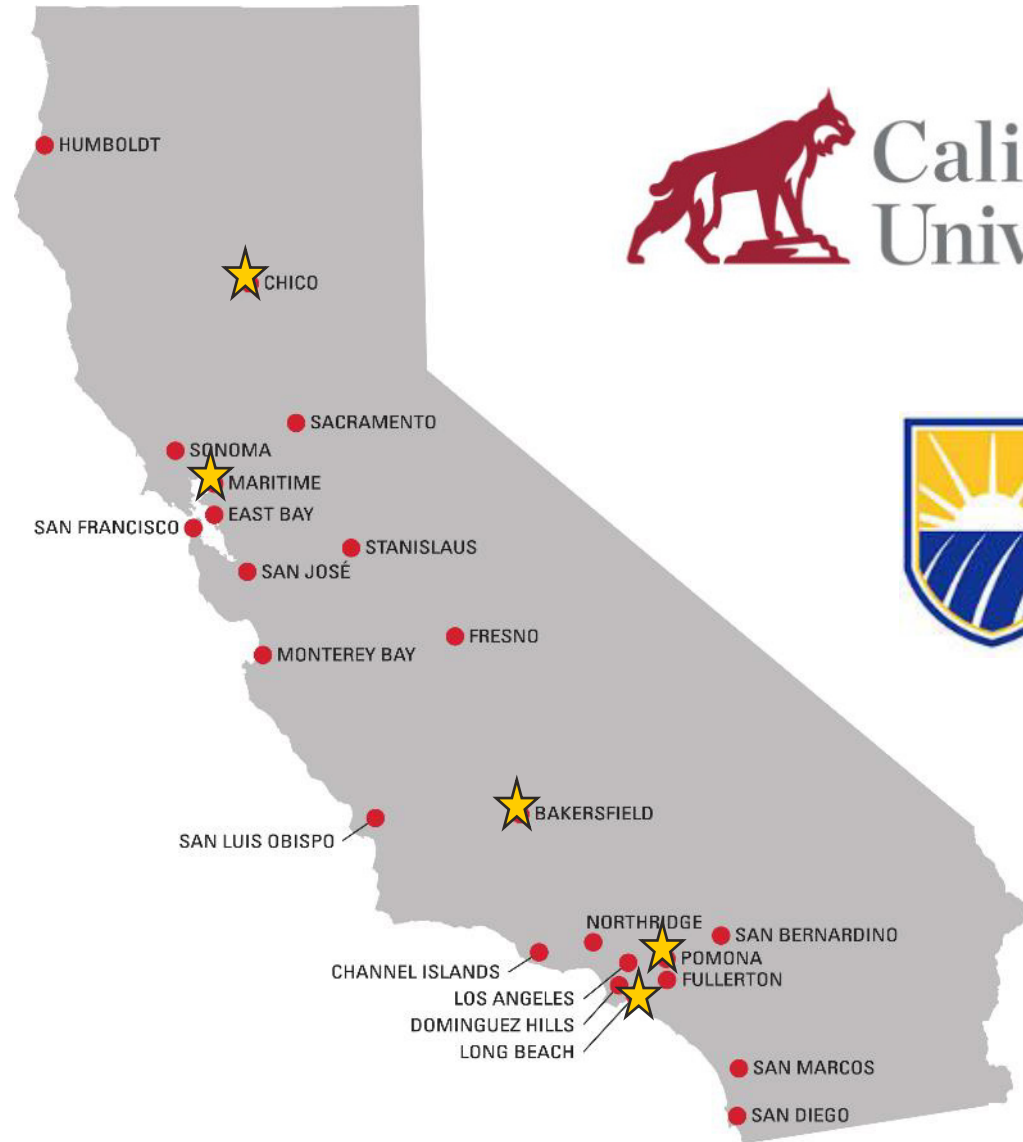 HUMBOLDT
Cali
Univ
CHICO
SACRAMENTO
SONOMA
MARITIME
EAST BAY
SAN FRANCISCO
STANISLAUS
SAN JOSÉ
FRESNO
MONTEREY BAY
BAKERSFIELD
SAN LUIS OBISPO
NORTHRIDGE
SAN BERNARDINO
POMONA
CHANNEL ISLANDS
FULLERTON
LOS ANGELES
DOMINGUEZ HILLS
LONG BEACH
SAN MARCOS
SAN DIEGO